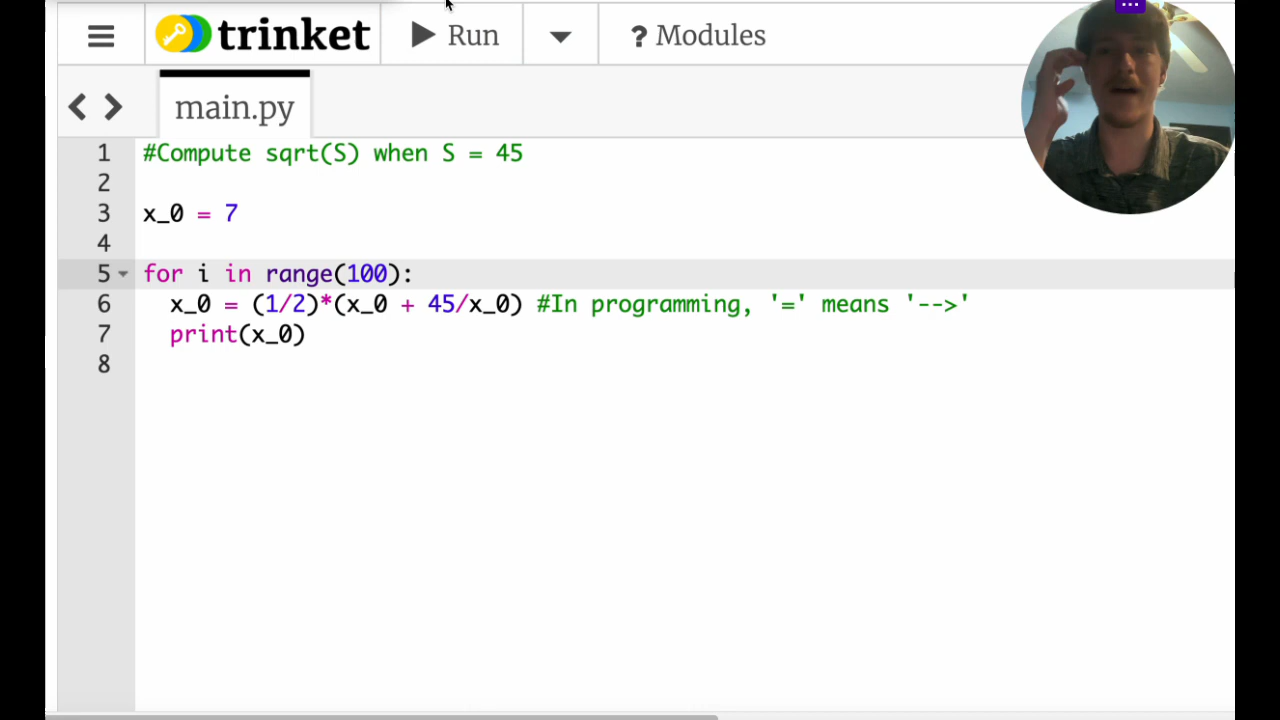 trinket Run ? Modules
main.py
1 #Compute sqrt(S) when S = 45
2
3 x_0 = 7
4
5 for i in range(100):
6 x_0 = (1/2)*(x_0 + 45/x_0) #In programming, '=' means '-->'
7 print(x_0)
8